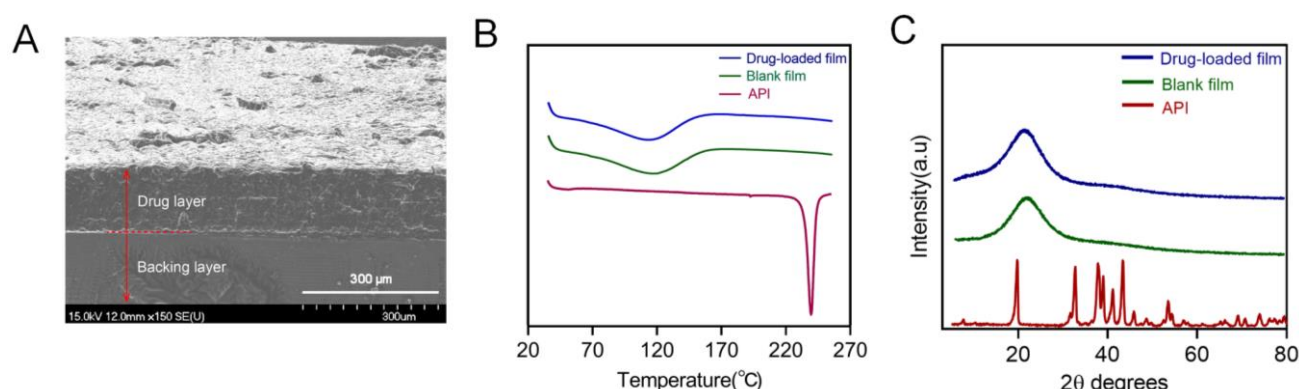 A
Drug layer
Backing layer
300 µm
15.0kV 12.0mm x150 SE(U)
300um
B
Drug-loaded film
Blank film
API
20 70 120 170 220 270
Temperature(°C)
C
Drug-loaded film
Blank film
API
Intensity(a.u)
20 40 60 80
2θ degrees